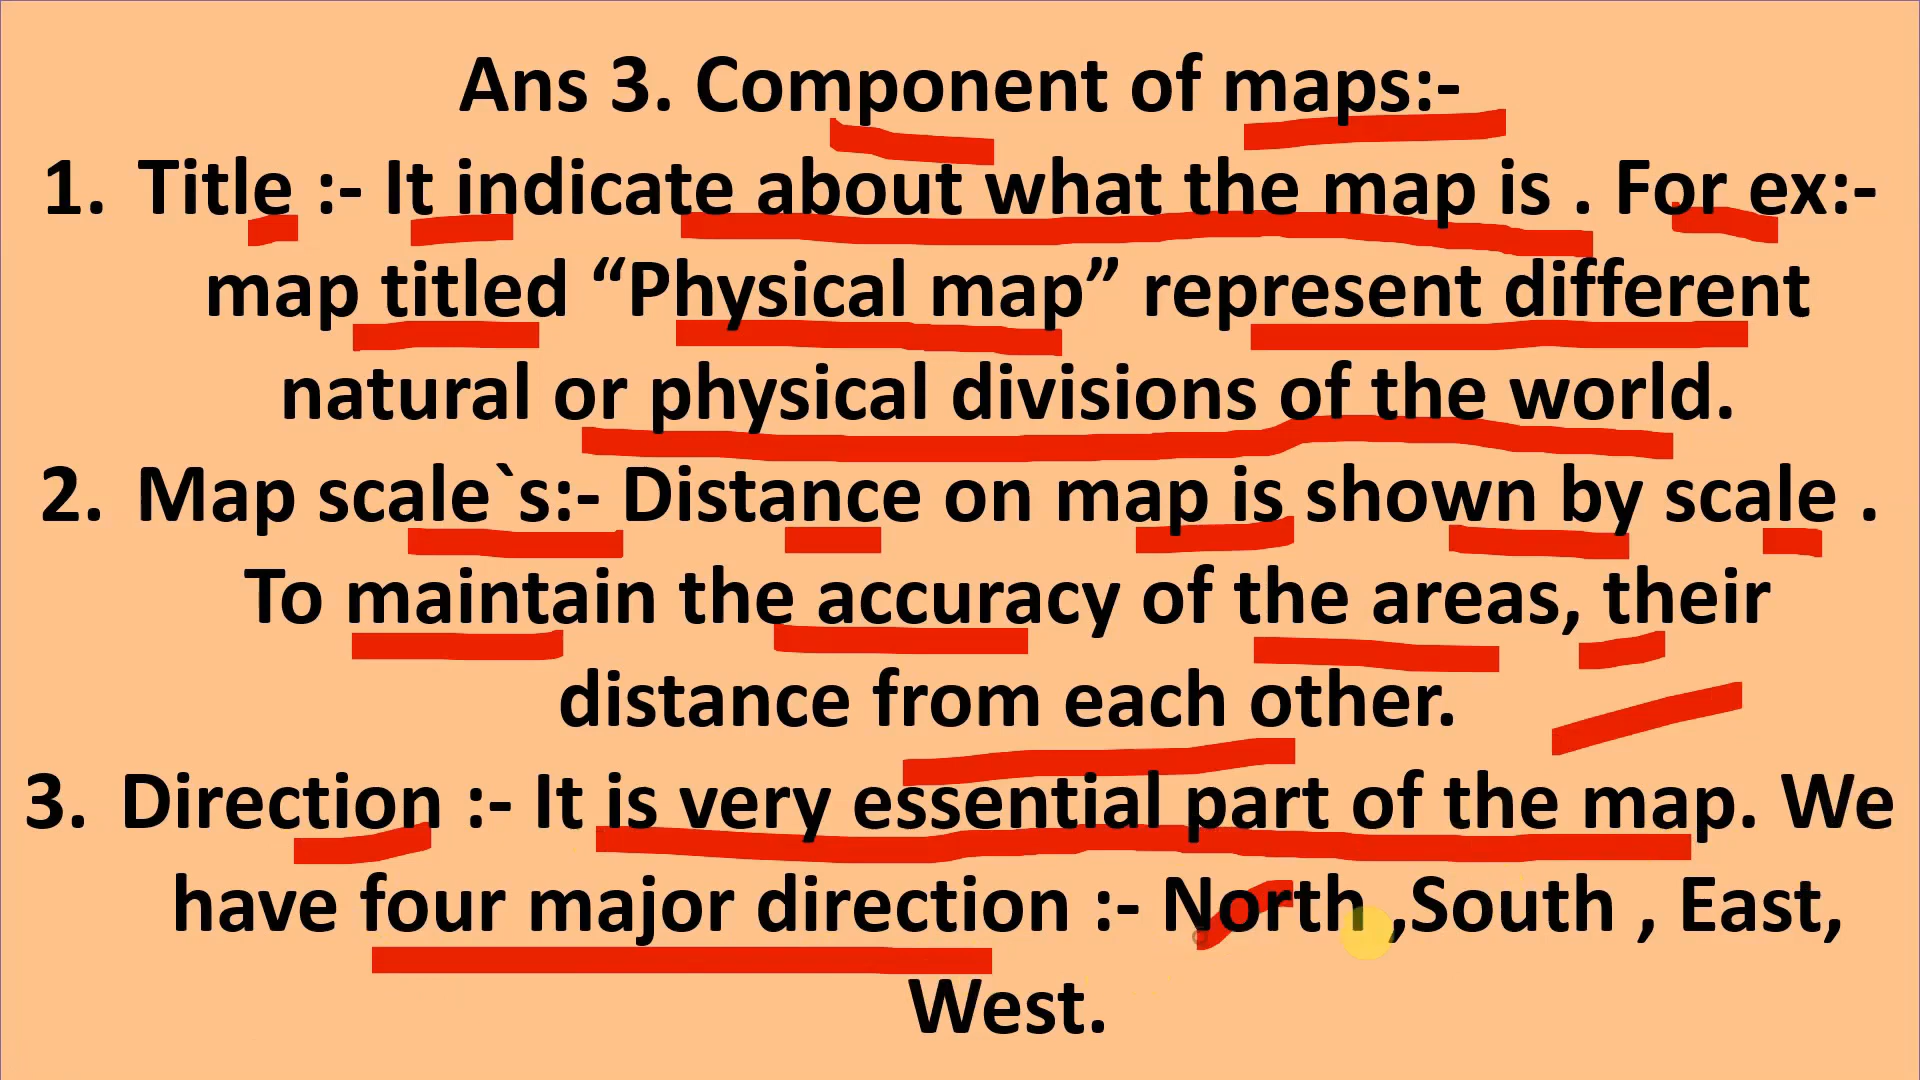 Ans 3. Component of maps:-
1. Title :- It indicate about what the map is . For ex:-
map titled “Physical map” represent different
natural or physical divisions of the world.
2. Map scale`s:- Distance on map is shown by scale .
To maintain the accuracy of the areas, their
distance from each other.
3. Direction :- It is very essential part of the map. We
have four major direction :- North ,South , East,
West.